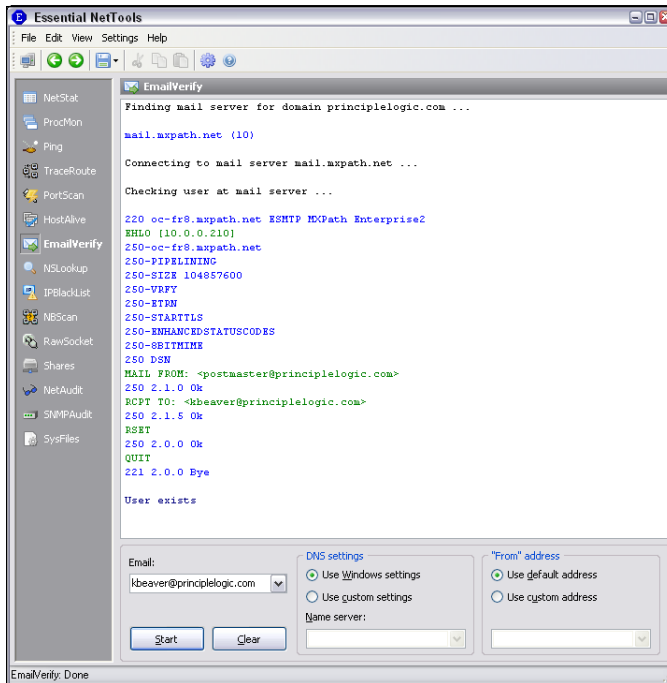 Essential NetTools
File Edit View Settings Help
NetStat
ProcMon
Ping
TraceRoute
PortScan
HostAlive
EmailVerify
NSLookup
IPBlackList
NBScan
RawSocket
Shares
NetAudit
SNMPAudit
SysFiles
EmailVerify
Finding mail server for domain principlelogic.com ...
mail.mxpath.net (10)
Connecting to mail server mail.mxpath.net ...
Checking user at mail server ...
220 oc-fr8.mxpath.net ESMTP MXPath Enterprise2
EHLO [10.0.0.210]
250-oc-fr8.mxpath.net
250-PIPELINING
250-SIZE 104857600
250-VRFY
250-ETRN
250-STARTTLS
250-ENHANCEDSTATUSCODES
250-8BITMIME
250 DSN
MAIL FROM: <postmaster@principlelogic.com>
250 2.1.0 Ok
RCPT TO: <kbeaver@principlelogic.com>
250 2.1.5 Ok
RSET
250 2.0.0 Ok
QUIT
221 2.0.0 Bye
User exists
Email:
kbeaver@principlelogic.com
Start Clear
DNS settings
Use Windows settings
Use custom settings
Name server:
"From" address
Use default address
Use custom address
EmailVerify: Done